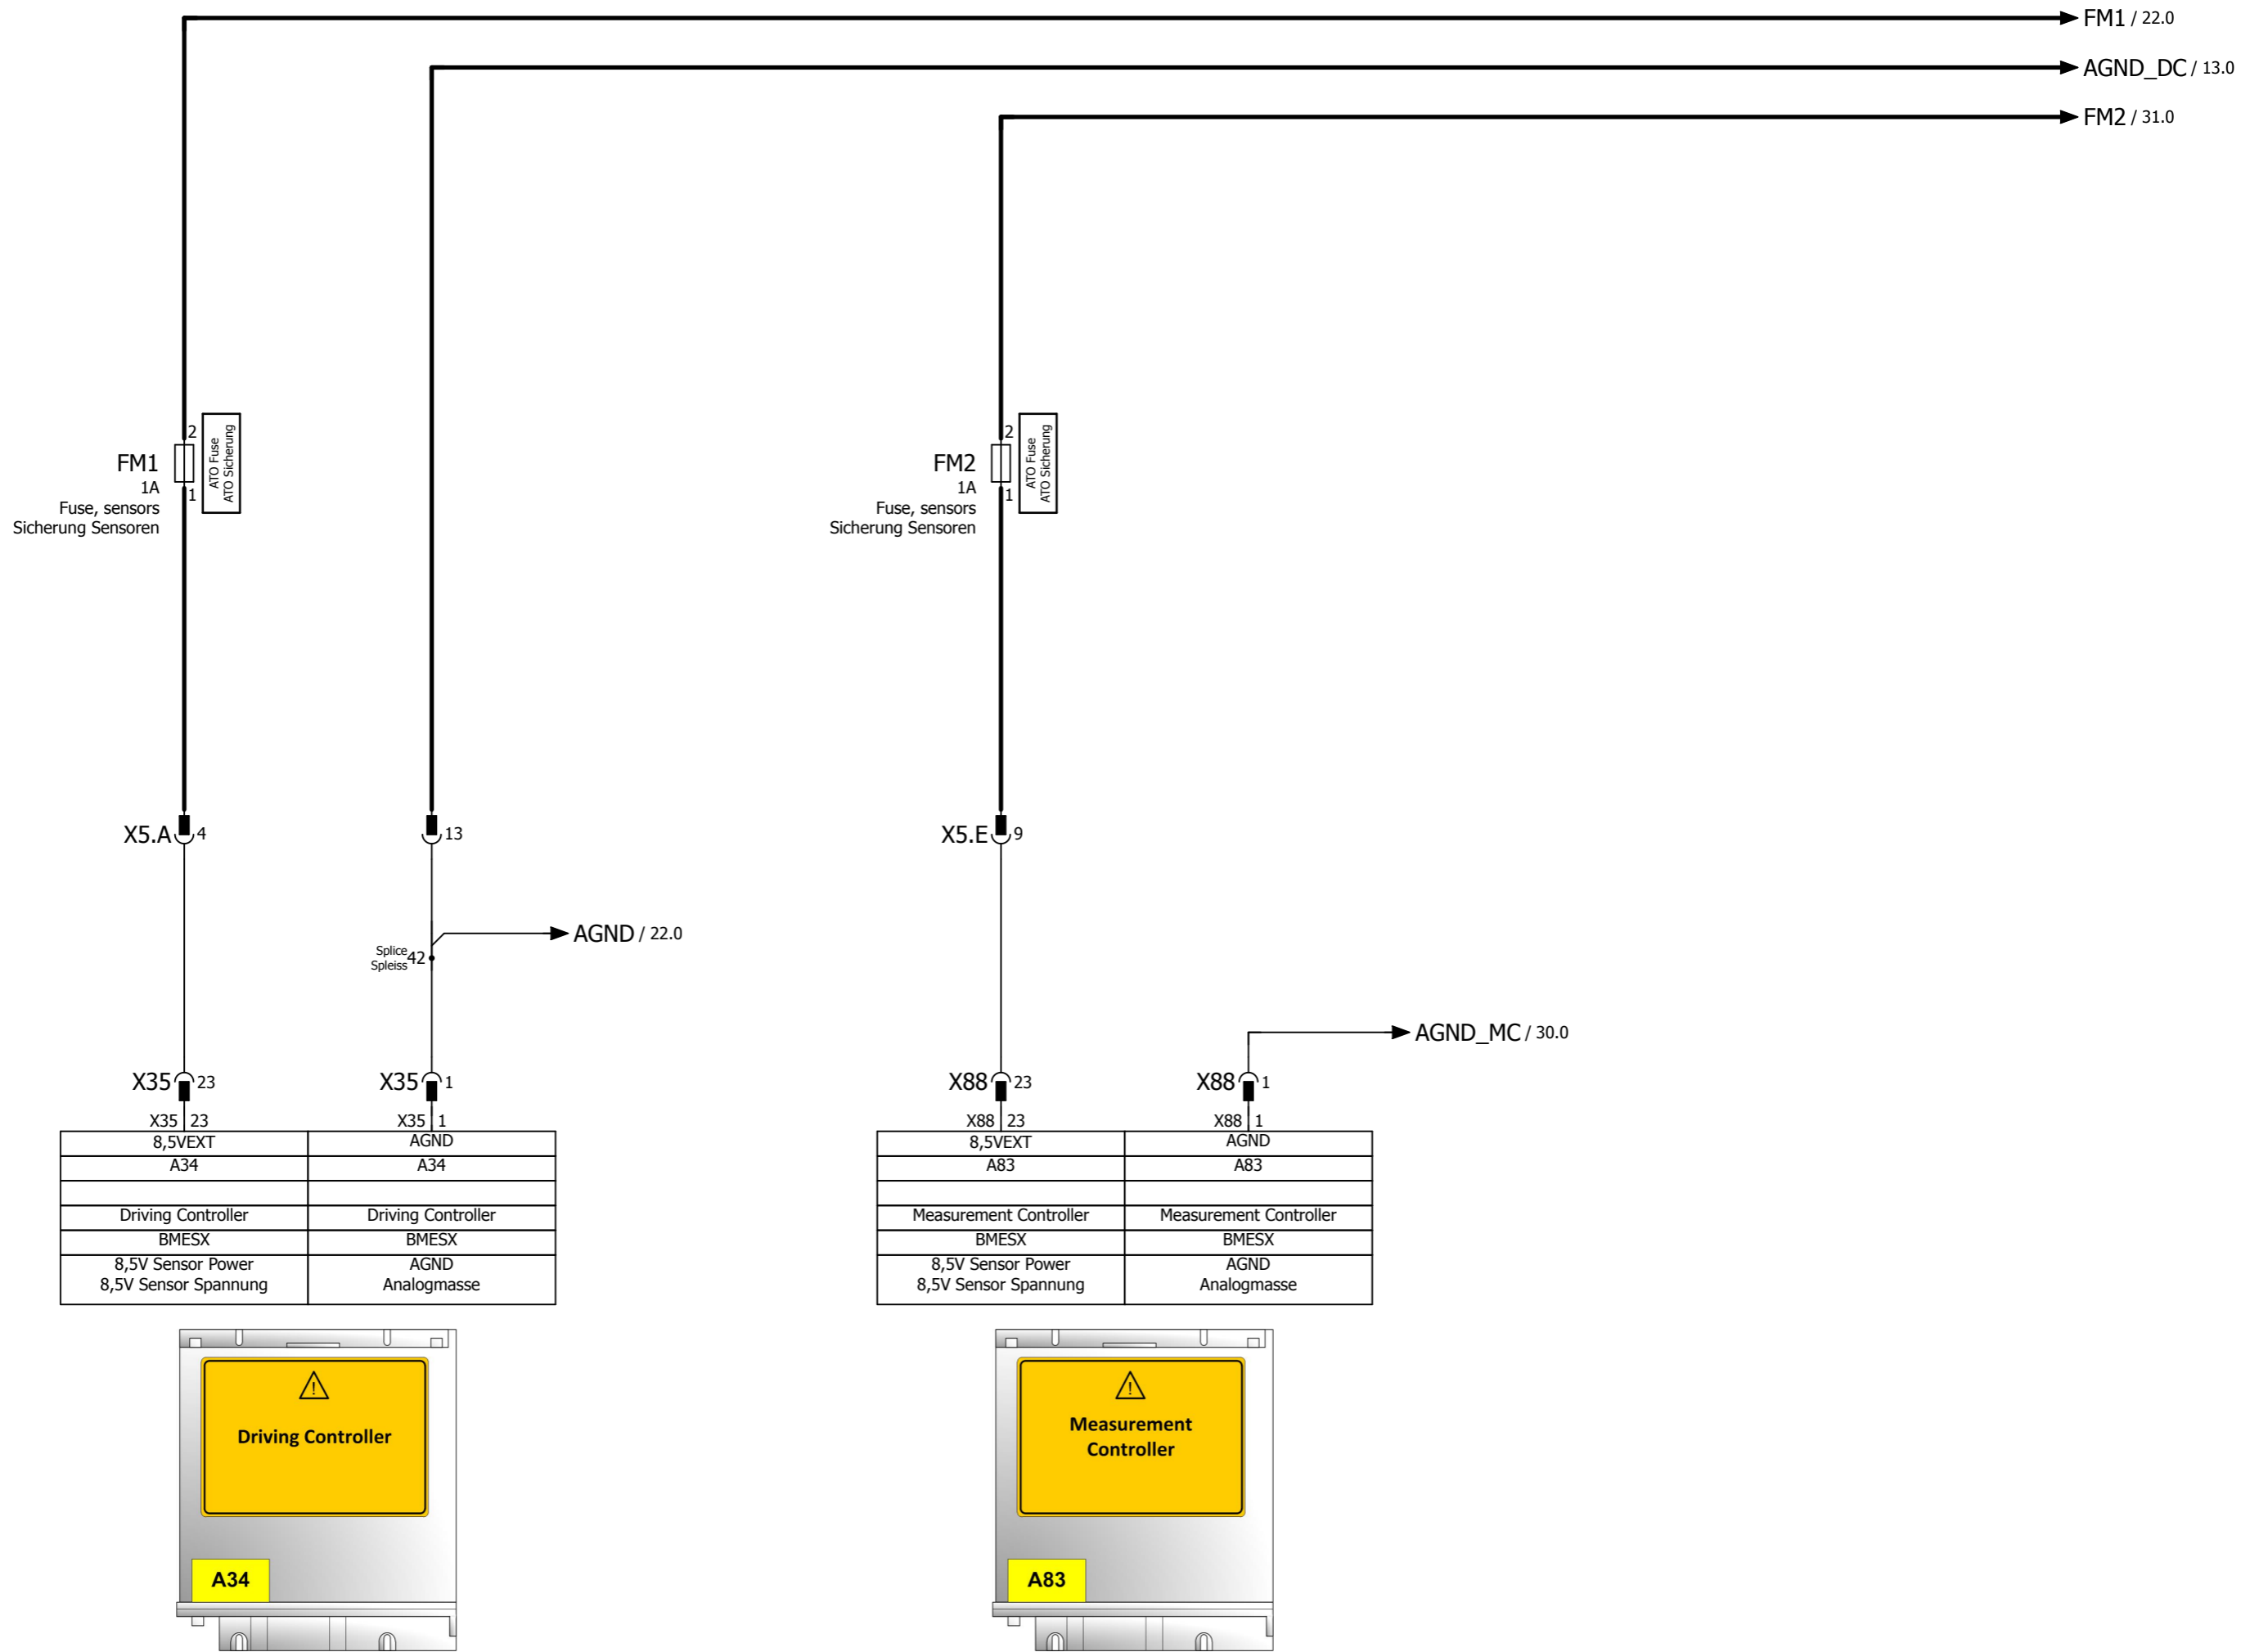 FM1 / 22.0
AGND_DC / 13.0
FM2 / 31.0
2
FM1
1A
1
Fuse, sensors
Sicherung Sensoren
ATO Fuse
ATO Sicherung
2
FM2
1A
1
Fuse, sensors
Sicherung Sensoren
ATO Fuse
ATO Sicherung
X5.A 4
13
X5.E 9
AGND / 22.0
Splice
Spleiss
42
AGND_MC / 30.0
X35 23
X35 1
X88 23
X88 1
X35 23
X35 1
X88 23
X88 1
8,5VEXT AGND
A34 A34
Driving Controller Driving Controller
BMESX BMESX
8,5V Sensor Power AGND
8,5V Sensor Spannung Analogmasse
8,5VEXT AGND
A83 A83
Measurement Controller Measurement Controller
BMESX BMESX
8,5V Sensor Power AGND
8,5V Sensor Spannung Analogmasse
!
Driving Controller
A34
!
Measurement
Controller
A83